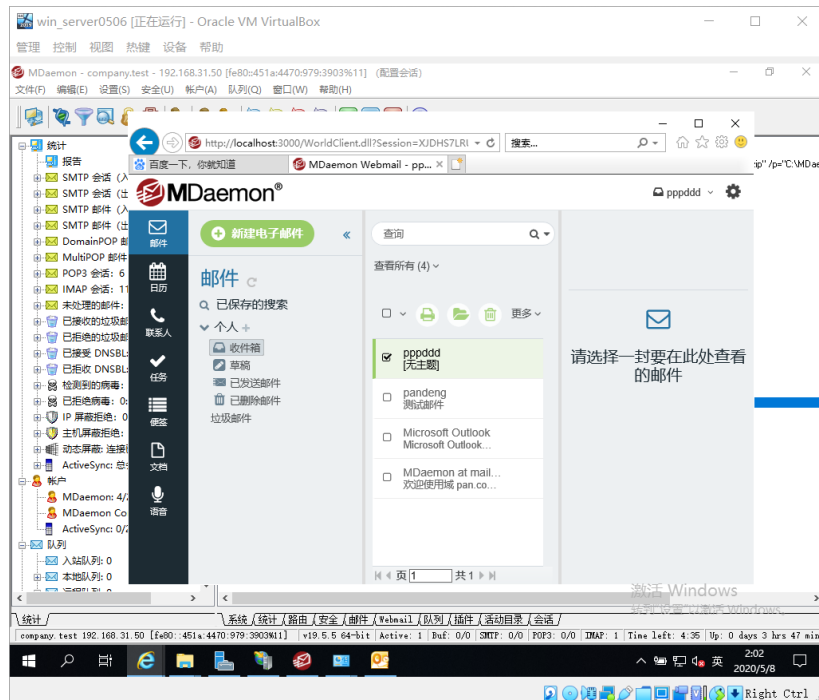 win_server0506 [正在运行] - Oracle VM VirtualBox
管理 控制 视图 热键 设备 帮助
MDaemon - company.test - 192.168.31.50 [fe80::451a:4470:979:3903%11] (配置会话)
文件(F) 编辑(E) 设置(S) 安全(U) 帐户(A) 队列(Q) 窗口(W) 帮助(H)
http://localhost:3000/WorldClient.dll?Session=XJDHS7LRI
搜索...
百度一下，你就知道
MDaemon Webmail - pp...
ip" /p="C:\MDae
MDaemon®
pppddd
统计
报告
SMTP 会话 (入
SMTP 会话 (出
SMTP 邮件 (入
SMTP 邮件 (出
DomainPOP 邮
MultiPOP 邮件
POP3 会话: 6
IMAP 会话: 11
未处理的邮件:
已接收的垃圾邮
已拒绝的垃圾邮
已接受 DNSBL:
已拒收 DNSBL:
检测到的病毒:
已拒绝病毒: 0:
IP 屏蔽拒绝: 0
主机屏蔽拒绝:
动态屏蔽: 连接被
ActiveSync: 总
帐户
MDaemon: 4/
MDaemon Co
ActiveSync: 0/2
队列
入站队列: 0
本地队列: 0
邮件
日历
联系人
任务
便签
文档
语音
新建电子邮件
«
邮件
已保存的搜索
个人 +
收件箱
草稿
已发送邮件
已删除邮件
垃圾邮件
查询
查看所有 (4)
更多
pppddd
[无主题]
pandeng
测试邮件
Microsoft Outlook
Microsoft Outlook...
MDaemon at mail...
欢迎使用域 pan.co...
页 1 共 1
请选择一封要在此处查看
的邮件
激活 Windows
转到"设置"以激活 Windows。
统计
系统 统计 路由 安全 邮件 Webmail 队列 插件 活动目录 会话
company.test 192.168.31.50 [fe80::451a:4470:979:3903%11] v19.5.5 64-bit Active: 1 Buf: 0/0 SMTP: 0/0 POP3: 0/0 IMAP: 1 Time left: 4:35 Up: 0 days 3 hrs 47 min
英
2:02
2020/5/8
Right Ctrl